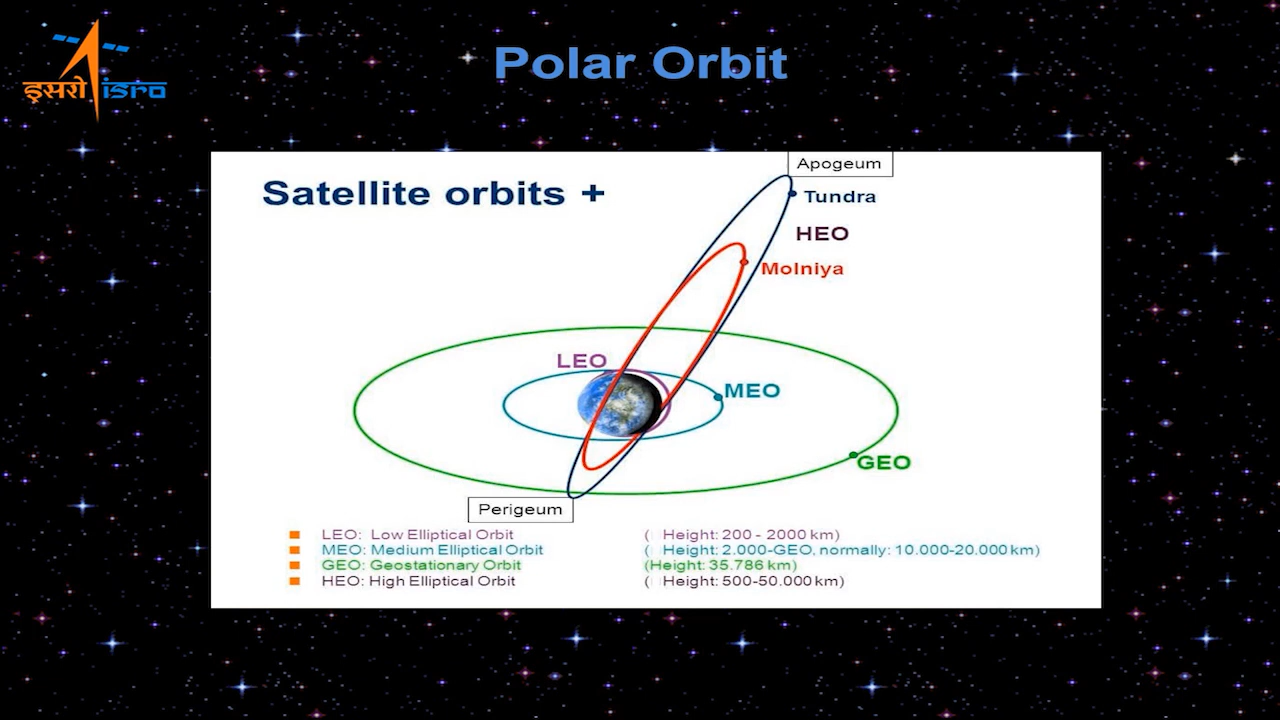 Polar Orbit
इसरो isro
Apogeum
Satellite orbits +
Tundra
HEO
Molniya
LEO
MEO
GEO
Perigeum
LEO: Low Elliptical Orbit (Height: 200 - 2000 km)
MEO: Medium Elliptical Orbit (Height: 2.000-GEO, normally: 10.000-20.000 km)
GEO: Geostationary Orbit (Height: 35.786 km)
HEO: High Elliptical Orbit (Height: 500-50.000 km)